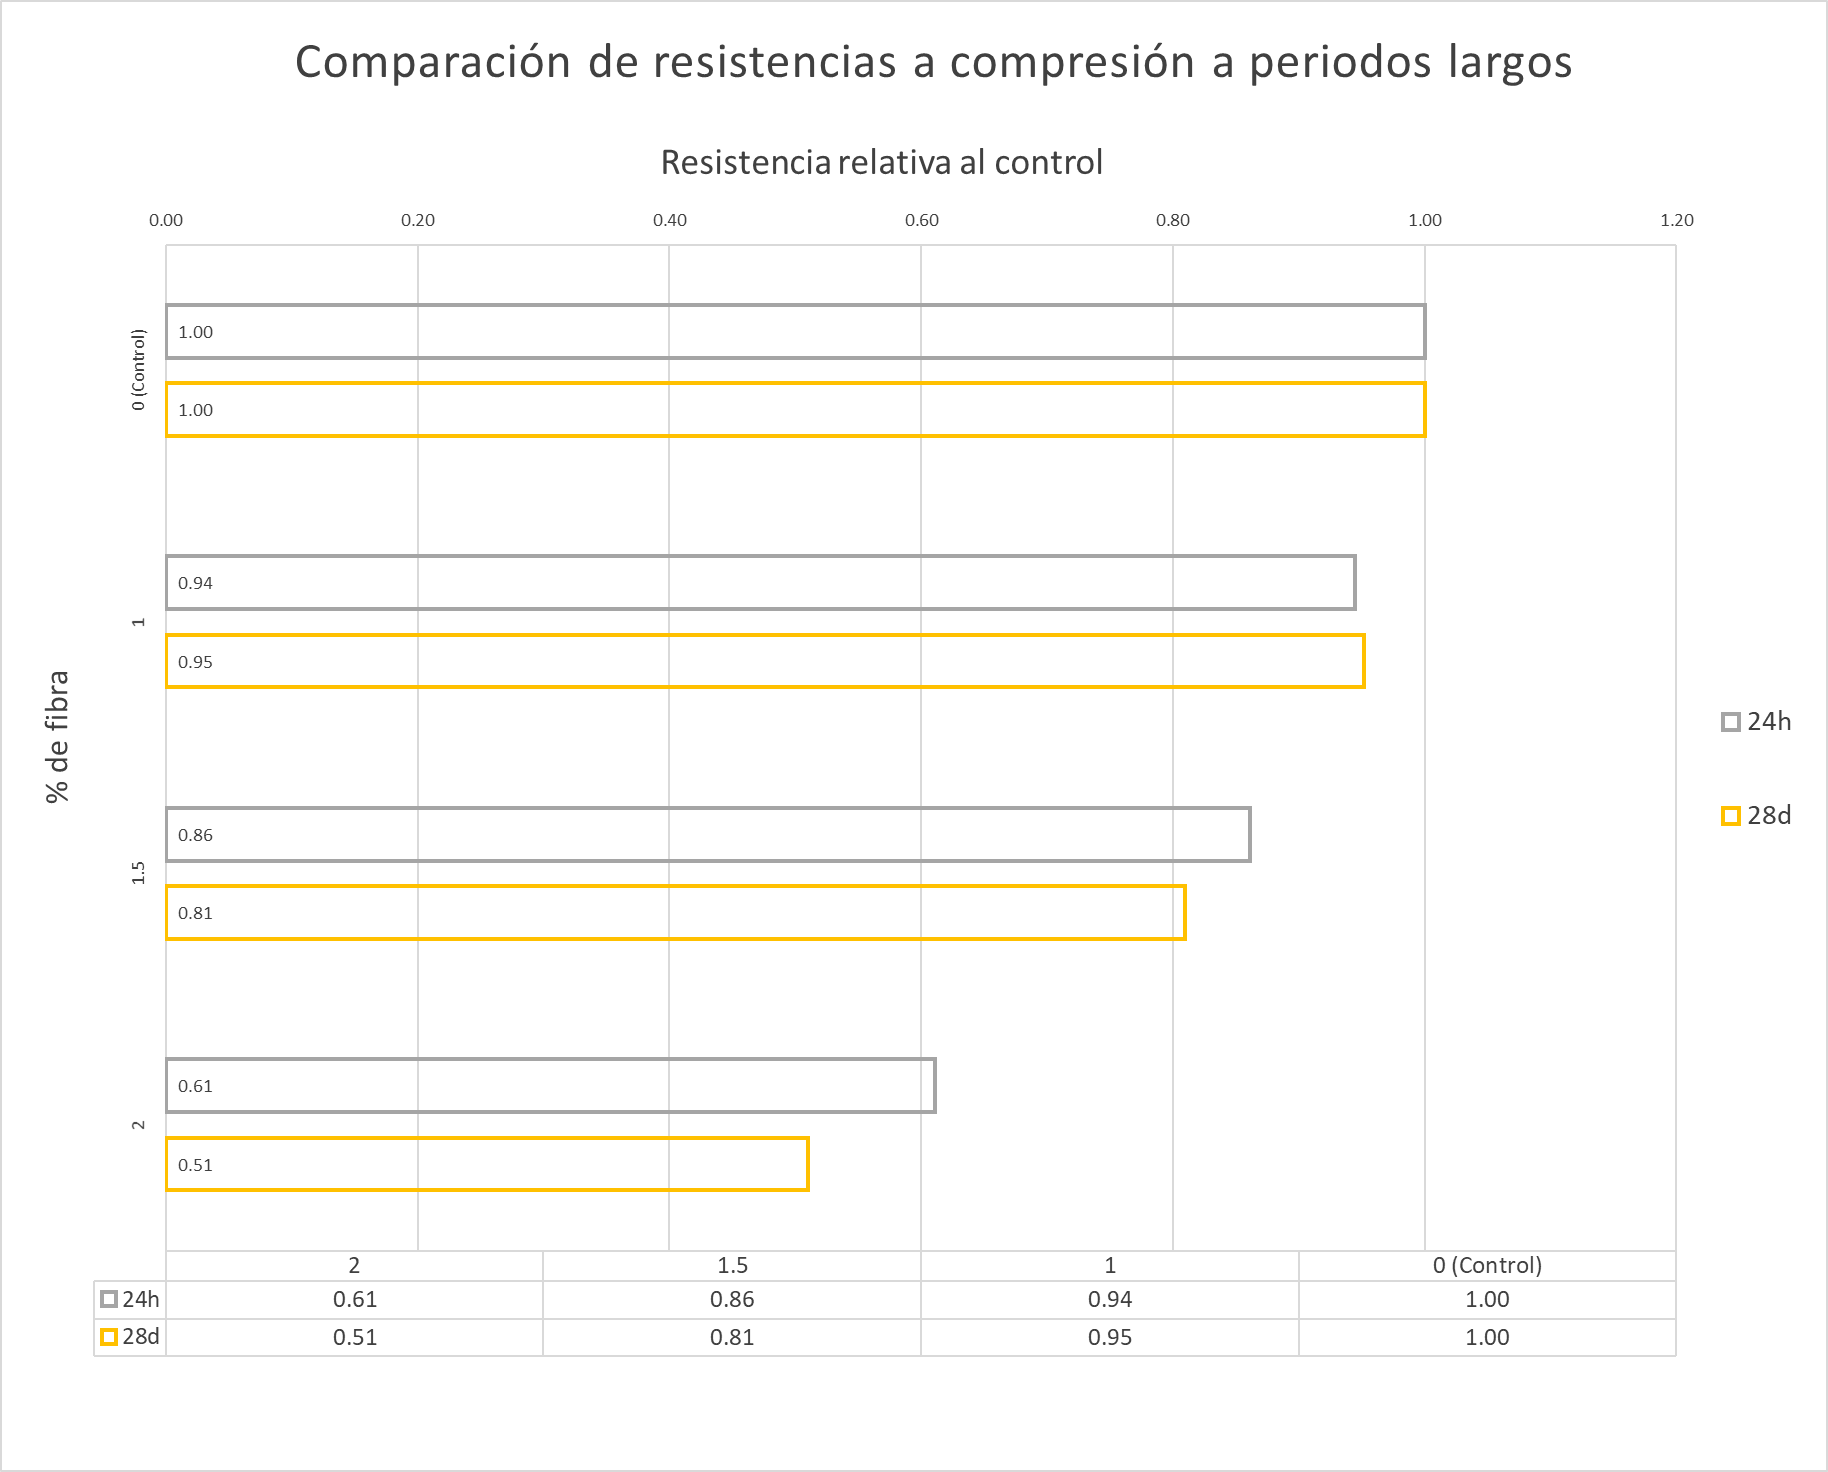 Comparación de resistencias a compresión a periodos largos
Resistencia relativa al control
0.00 0.20 0.40 0.60 0.80 1.00 1.20
0 (Control)
1.00
1.00
1
0.94
0.95
% de fibra
24h
28d
1.5
0.86
0.81
2
0.61
0.51
2 1.5 1 0 (Control)
24h 0.61 0.86 0.94 1.00
28d 0.51 0.81 0.95 1.00